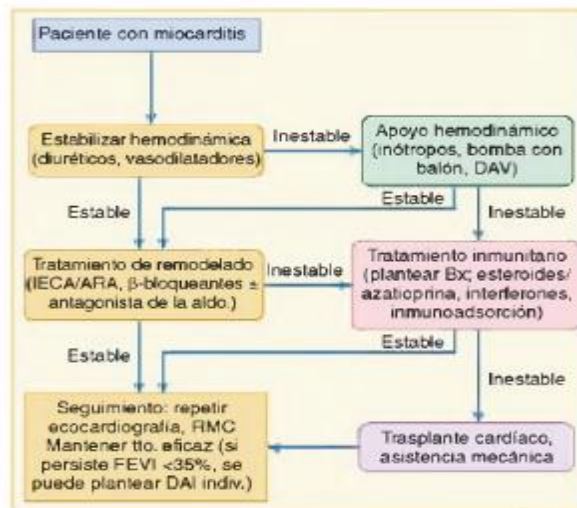 Paciente con miocarditis
Estabilizar hemodinámica
(diuréticos, vasodilatadores)
Inestable
Apoyo hemodinámico
(inótropos, bomba con
balón, DAV)
Estable
Estable
Inestable
Tratamiento de remodelado
(IECA/ARA, β-bloqueantes ±
antagonista de la aldo.)
Inestable
Tratamiento inmunitario
(plantear Bx; esteroides/
azatioprina, interferones,
inmunoadsorción)
Estable
Estable
Inestable
Seguimiento: repetir
ecocardiografía, RMC
Mantener tto. eficaz (si
persiste FEVI <35%, se
puede plantear DAI indiv.)
Trasplante cardíaco,
asistencia mecánica